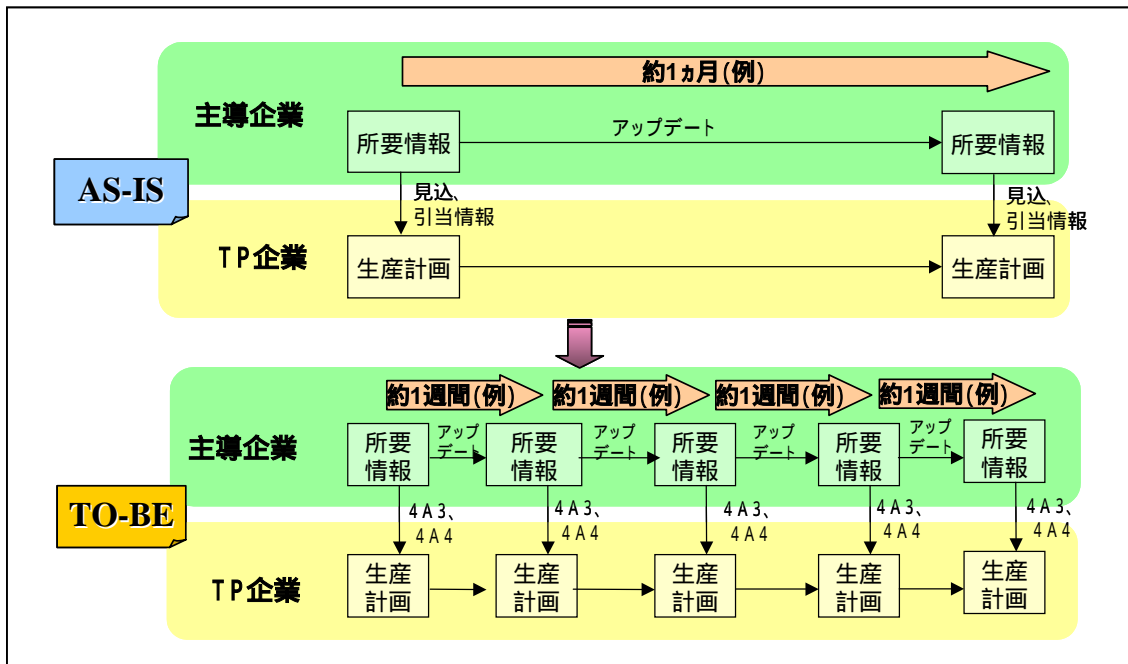 約1ヵ月(例)
主導企業
所要情報
アップデート
所要情報
AS-IS
見込、
引当情報
見込、
引当情報
TP企業
生産計画
生産計画
約1週間(例)
約1週間(例)
約1週間(例)
約1週間(例)
主導企業
所要
情報
アップ
デート
所要
情報
アップ
デート
所要
情報
アップ
デート
所要
情報
アップ
デート
所要
情報
TO-BE
4A3、
4A4
4A3、
4A4
4A3、
4A4
4A3、
4A4
4A3、
4A4
TP企業
生産
計画
生産
計画
生産
計画
生産
計画
生産
計画